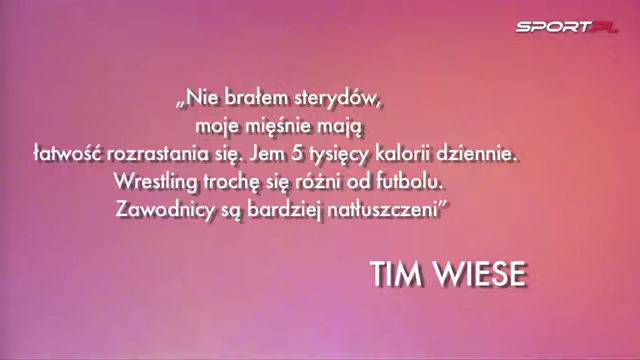 SPORT.PL
„Nie brałem sterydów,
moje mięśnie mają
łatwość rozrastania się. Jem 5 tysięcy kalorii dziennie.
Wrestling trochę się różni od futbolu.
Zawodnicy są bardziej natłuszczeni”
TIM WIESE